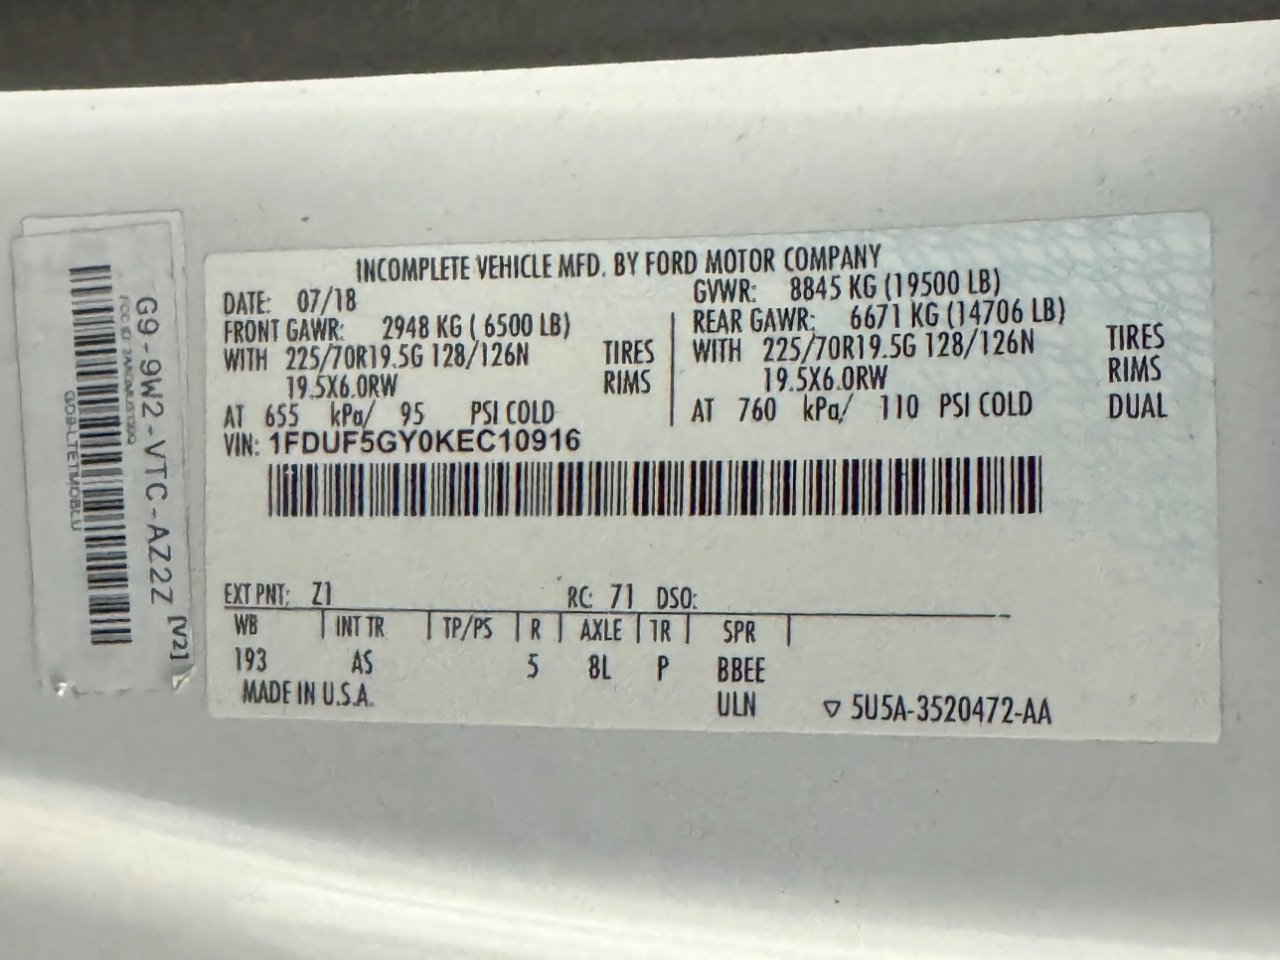 INCOMPLETE VEHICLE MFD. BY FORD MOTOR COMPANY
DATE: 07/18 GVWR: 8845 KG (19500 LB)
FRONT GAWR: 2948 KG ( 6500 LB) REAR GAWR: 6671 KG (14706 LB)
WITH 225/70R19.5G 128/126N TIRES WITH 225/70R19.5G 128/126N TIRES
19.5X6.0RW RIMS 19.5X6.0RW RIMS
AT 655 kPa/ 95 PSI COLD AT 760 kPa/ 110 PSI COLD DUAL
VIN: 1FDUF5GY0KEC10916
EXT PNT: Z1 RC: 71 DSO:
WB INT TR TP/PS R AXLE TR SPR
193 AS 5 8L P BBEE
MADE IN U.S.A. ULN ▽ 5U5A-3520472-AA
G9-9W2-VTC-AZ2Z [V2]
FCC ID: